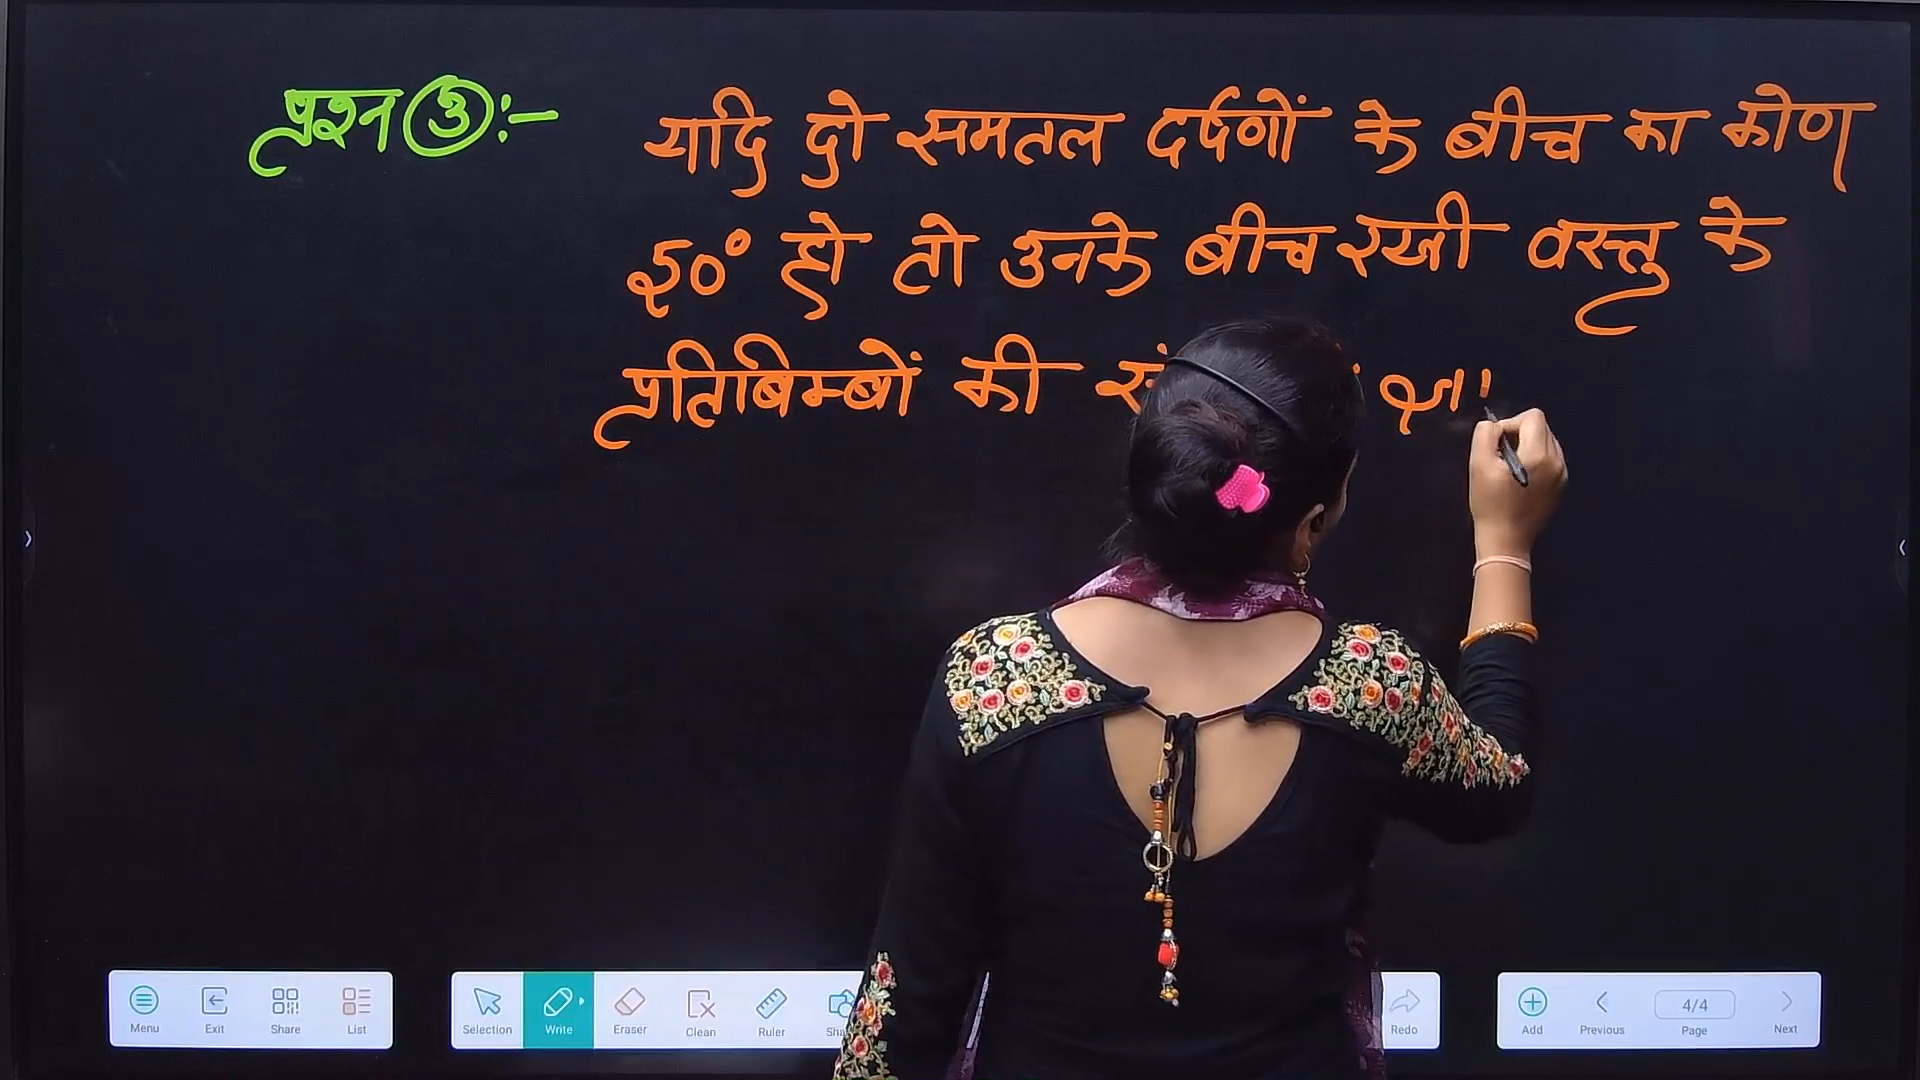 प्रश्न ③:-
यदि दो समतल दर्पणों के बीच का कोण
५०° हो तो उनके बीच रखी वस्तु के
प्रतिबिम्बों की
Menu
Exit
Share
List
Selection
Write
Eraser
Clean
Ruler
Redo
Add
Previous
4/4
Page
Next